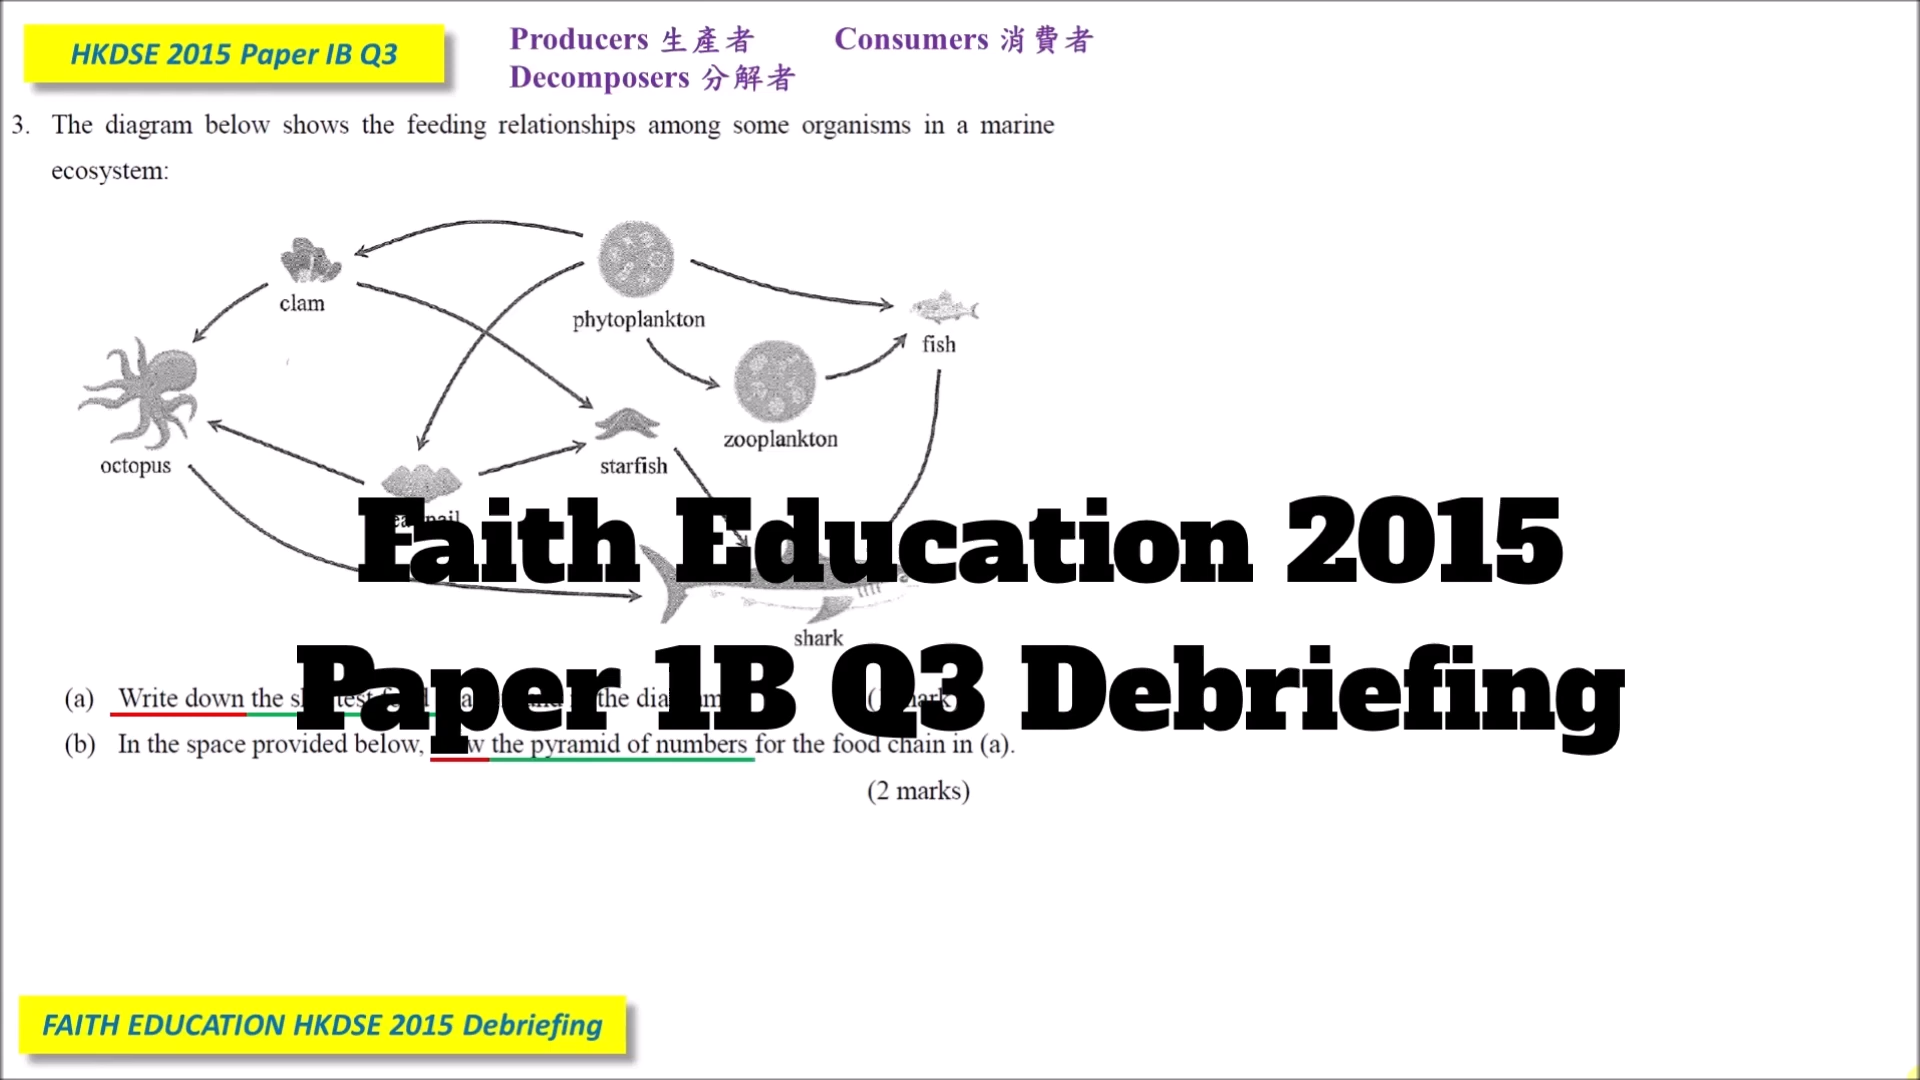 HKDSE 2015 Paper IB Q3
Producers 生產者 Consumers 消費者
Decomposers 分解者
3. The diagram below shows the feeding relationships among some organisms in a marine
ecosystem:
clam
phytoplankton
fish
zooplankton
octopus
starfish
shark
Faith Education 2015
Paper 1B Q3 Debriefing
(a) Write down the the
(b) In the space provided below, the pyramid of numbers for the food chain in (a).
(2 marks)
FAITH EDUCATION HKDSE 2015 Debriefing